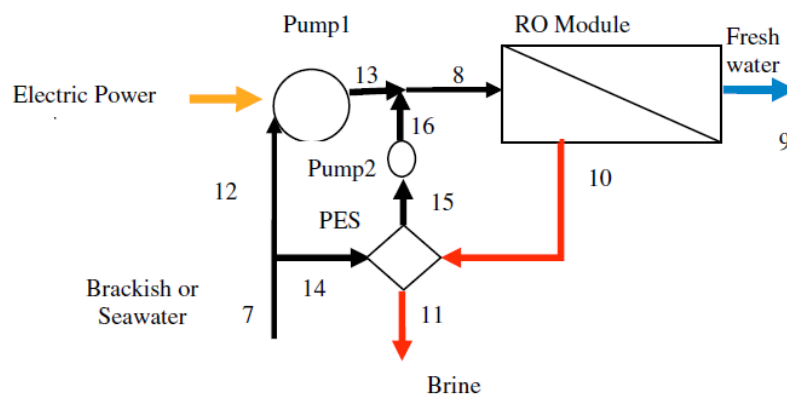 Pump1
RO Module
Fresh
water
Electric Power
13
8
16
9
Pump2
10
12
15
PES
Brackish or
Seawater
7
14
11
Brine